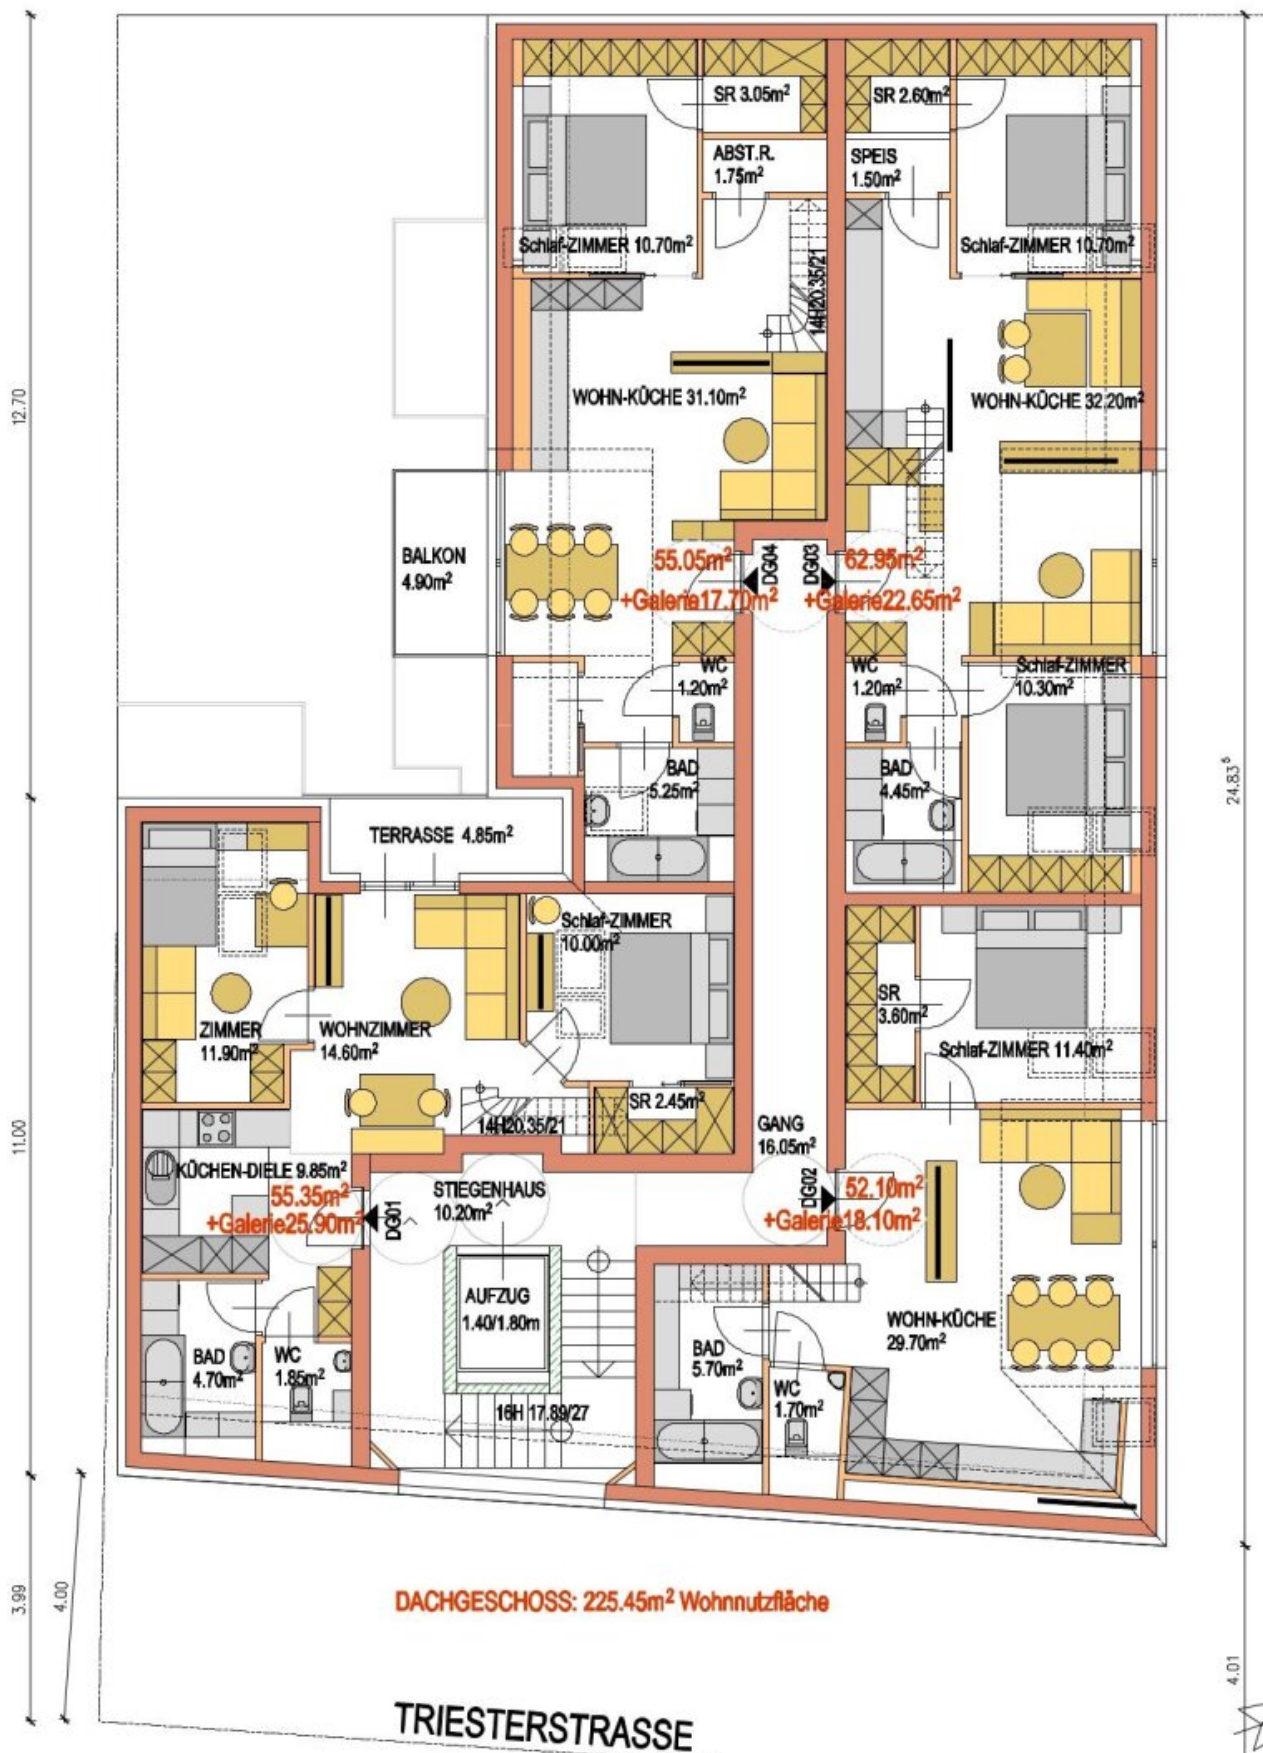 SR 3.05m²
SR 2.60m²
ABST.R.
1.75m²
SPEIS
1.50m²
Schlaf-ZIMMER 10.70m²
Schlaf-ZIMMER 10.70m²
14H20.35/21
12.70
WOHN-KÜCHE 31.10m²
WOHN-KÜCHE 32.20m²
BALKON
4.90m²
55.05m²
+Galerie17.70m²
DG04
DG03
62.95m²
+Galerie22.65m²
WC
1.20m²
WC
1.20m²
Schlaf-ZIMMER
10.30m²
BAD
5.25m²
BAD
4.45m²
24.83⁵
TERRASSE 4.85m²
Schlaf-ZIMMER
10.00m²
ZIMMER
11.90m²
WOHNZIMMER
14.60m²
SR
3.60m²
Schlaf-ZIMMER 11.40m²
11.00
14H20.35/21
SR 2.45m²
GANG
16.05m²
KÜCHEN-DIELE 9.85m²
55.35m²
+Galerie25.90m²
DG01
STIEGENHAUS
10.20m²
DG02
52.10m²
+Galerie18.10m²
AUFZUG
1.40/1.80m
WOHN-KÜCHE
29.70m²
BAD
4.70m²
WC
1.85m²
BAD
5.70m²
WC
1.70m²
16H 17.89/27
3.99
4.00
DACHGESCHOSS: 225.45m² Wohnnutzfläche
4.01
TRIESTERSTRASSE